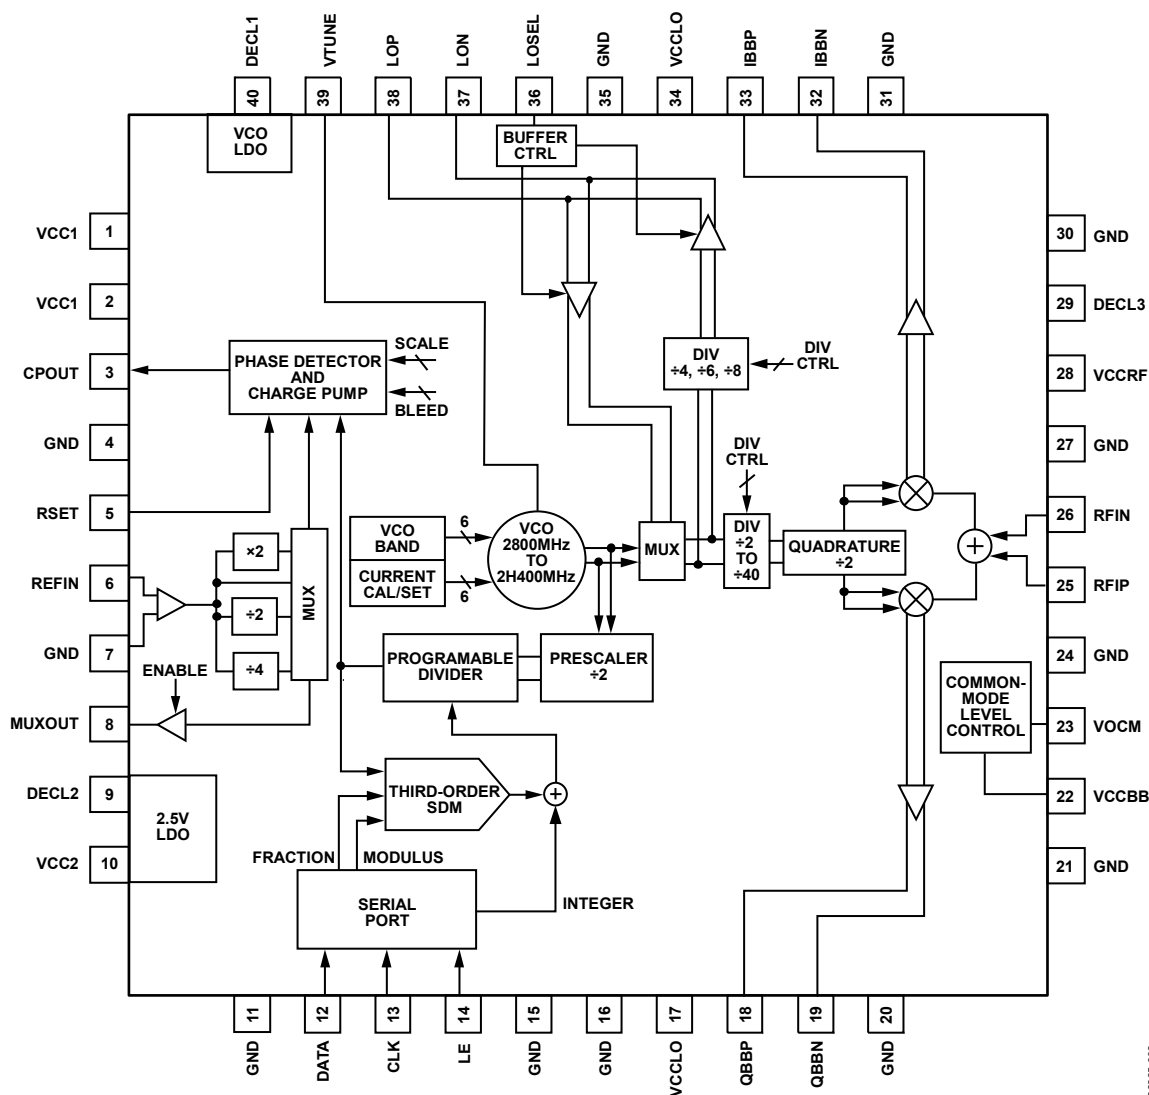 DECL1
VTUNE
LOP
LON
LOSEL
GND
VCCLO
IBBP
IBBN
GND
40
39
38
37
36
35
34
33
32
31
VCO
LDO
BUFFER
CTRL
VCC1
1
30
GND
VCC1
2
29
DECL3
CPOUT
3
PHASE DETECTOR
AND
CHARGE PUMP
SCALE
BLEED
DIV
÷4, ÷6, ÷8
DIV
CTRL
28
VCCRF
GND
4
27
GND
DIV
CTRL
RSET
5
VCO
BAND
CURRENT
CAL/SET
6
6
VCO
2800MHz
TO
2H400MHz
MUX
DIV
÷2
TO
÷40
QUADRATURE
÷2
26
RFIN
REFIN
6
×2
÷2
÷4
MUX
25
RFIP
GND
7
PROGRAMABLE
DIVIDER
PRESCALER
÷2
24
GND
ENABLE
MUXOUT
8
COMMON-
MODE
LEVEL
CONTROL
23
VOCM
DECL2
9
2.5V
LDO
THIRD-ORDER
SDM
22
VCCBB
VCC2
10
FRACTION
MODULUS
21
GND
SERIAL
PORT
INTEGER
11
12
13
14
15
16
17
18
19
20
GND
DATA
CLK
LE
GND
GND
VCCLO
QBBP
QBBN
GND